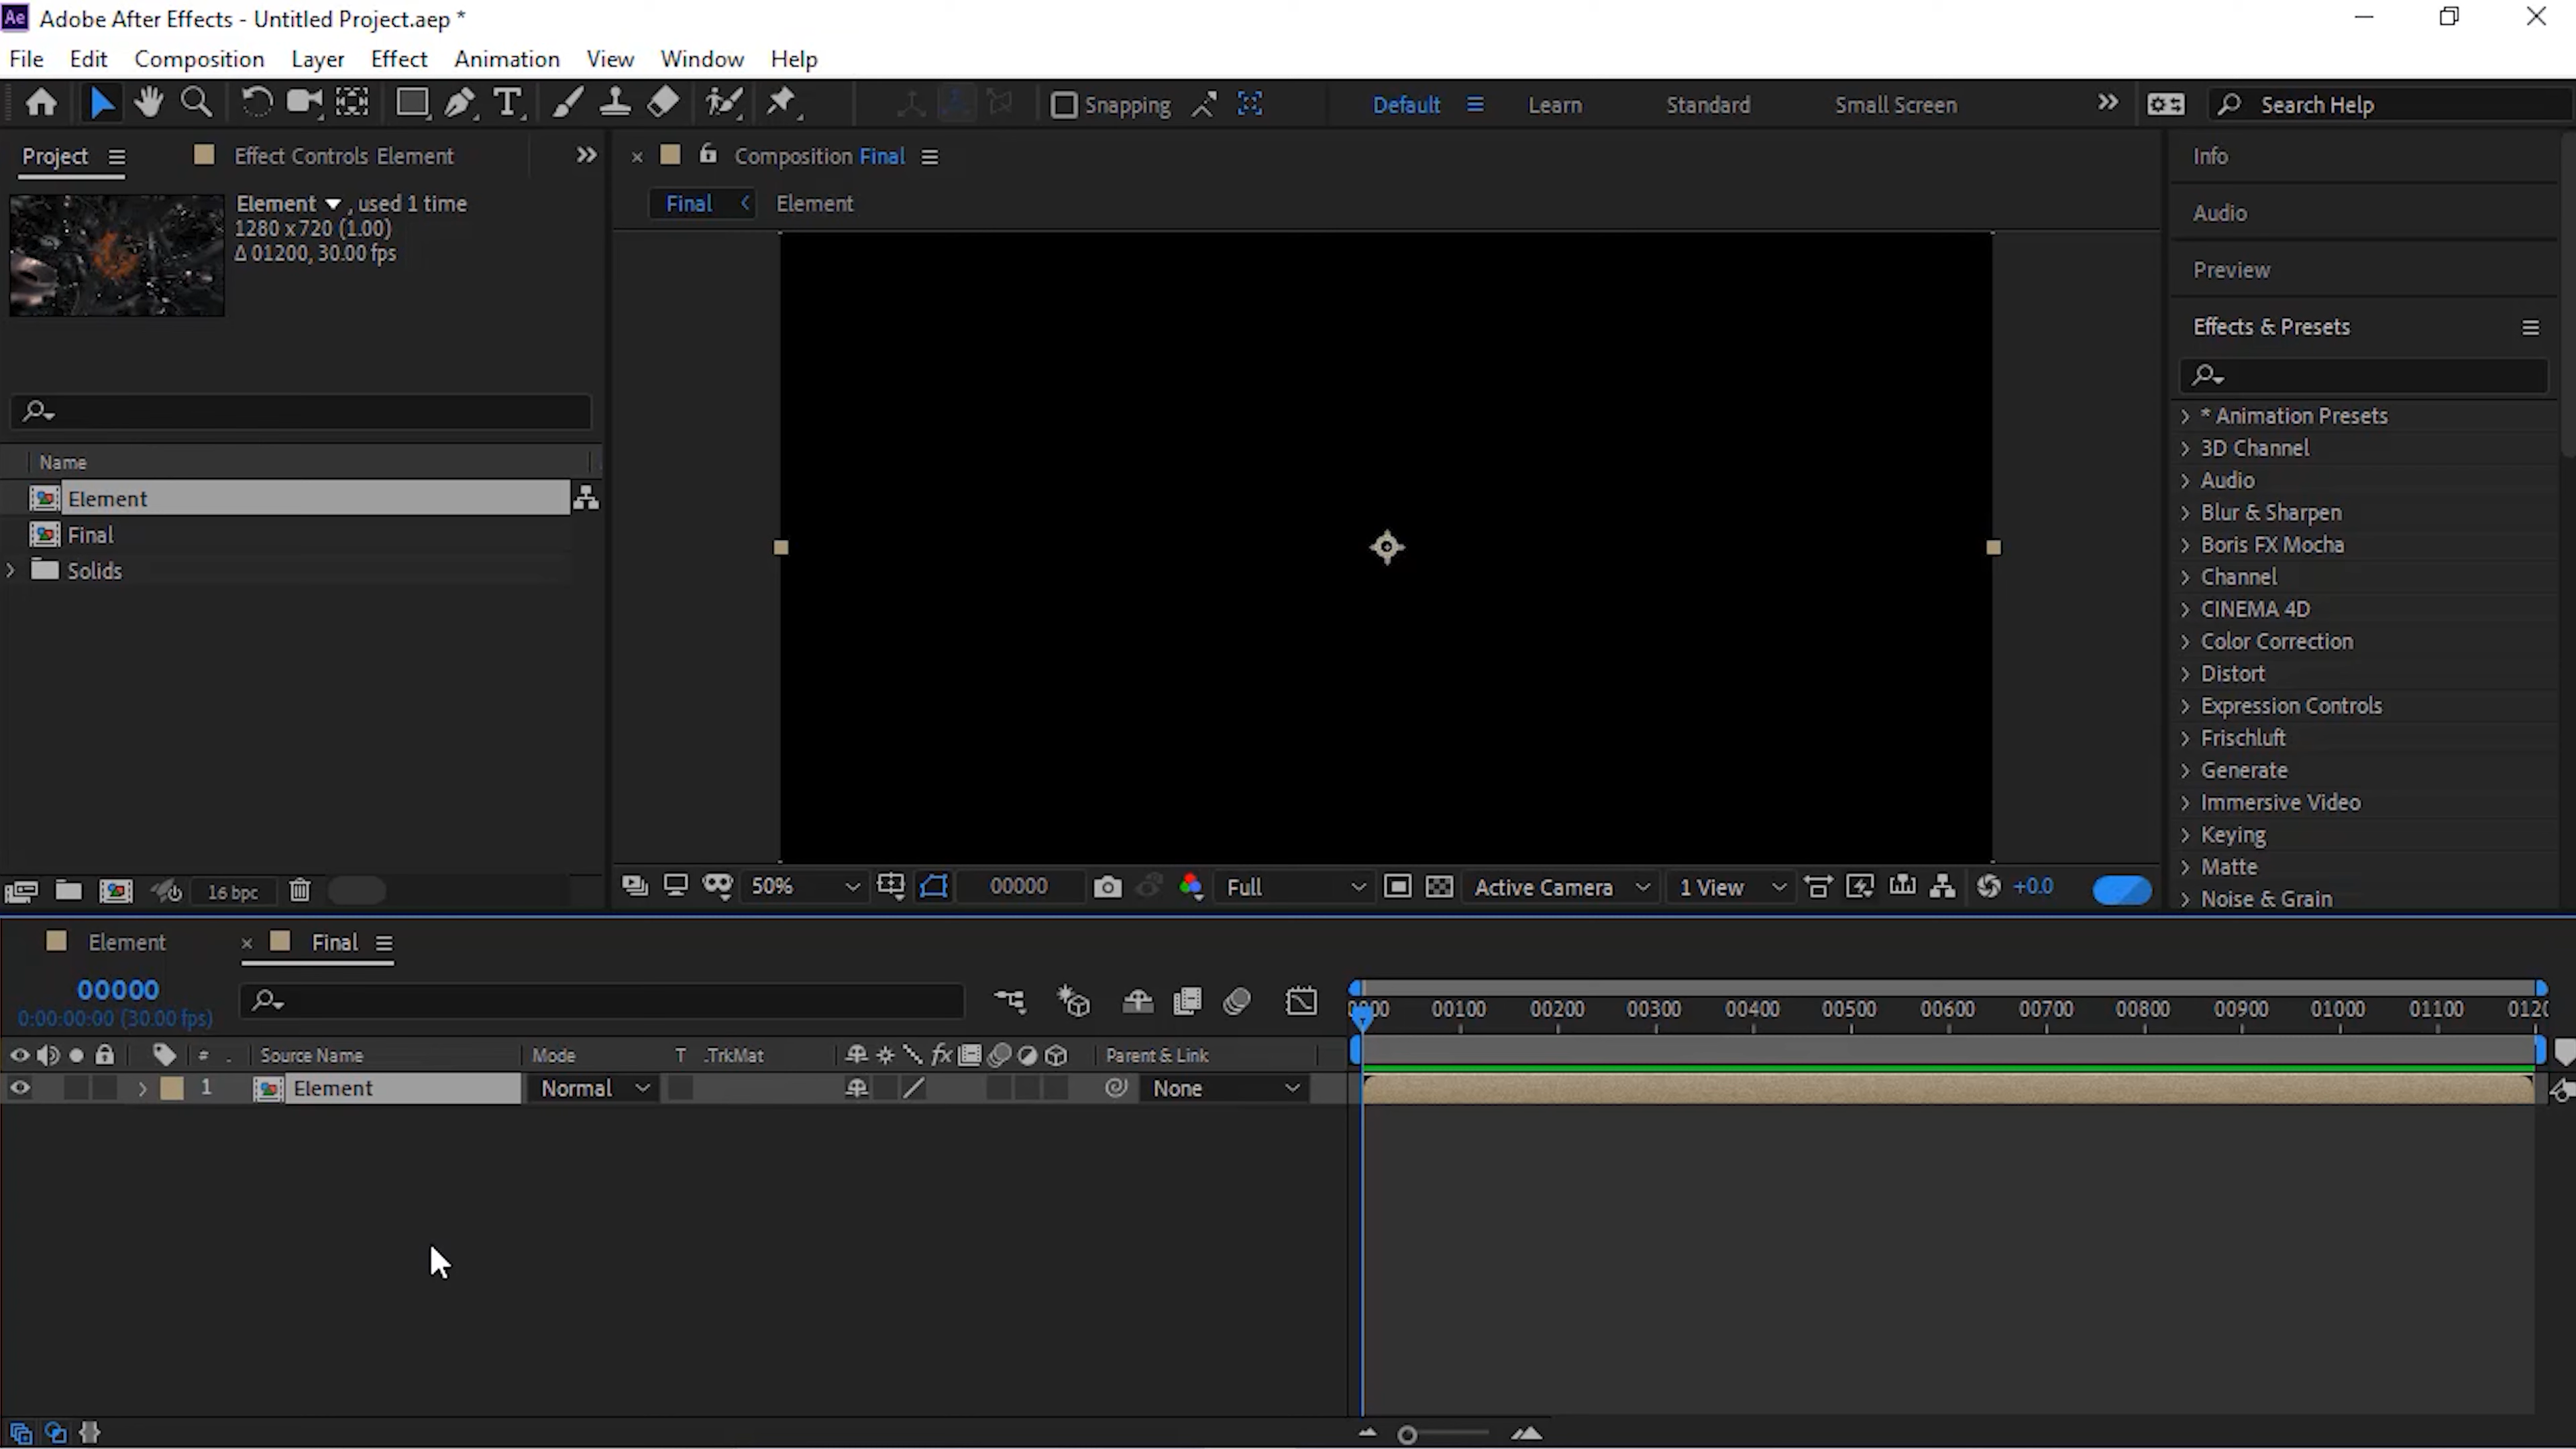 Ae Adobe After Effects - Untitled Project.aep *
File Edit Composition Layer Effect Animation View Window Help
T Snapping Default Learn Standard Small Screen Search Help
Project Effect Controls Element
Element , used 1 time
1280 x 720 (1.00)
Δ 01200, 30.00 fps
Name
Element
Final
Solids
16 bpc
Composition Final
Final Element
50% 00000 Full Active Camera 1 View +0.0
Info
Audio
Preview
Effects & Presets
* Animation Presets
3D Channel
Audio
Blur & Sharpen
Boris FX Mocha
Channel
CINEMA 4D
Color Correction
Distort
Expression Controls
Frischluft
Generate
Immersive Video
Keying
Matte
Noise & Grain
Element Final
00000
0:00:00:00 (30.00 fps)
00100 00200 00300 00400 00500 00600 00700 00800 00900 01000 01100
# . Source Name Mode T .TrkMat fx Parent & Link
1 Element Normal None